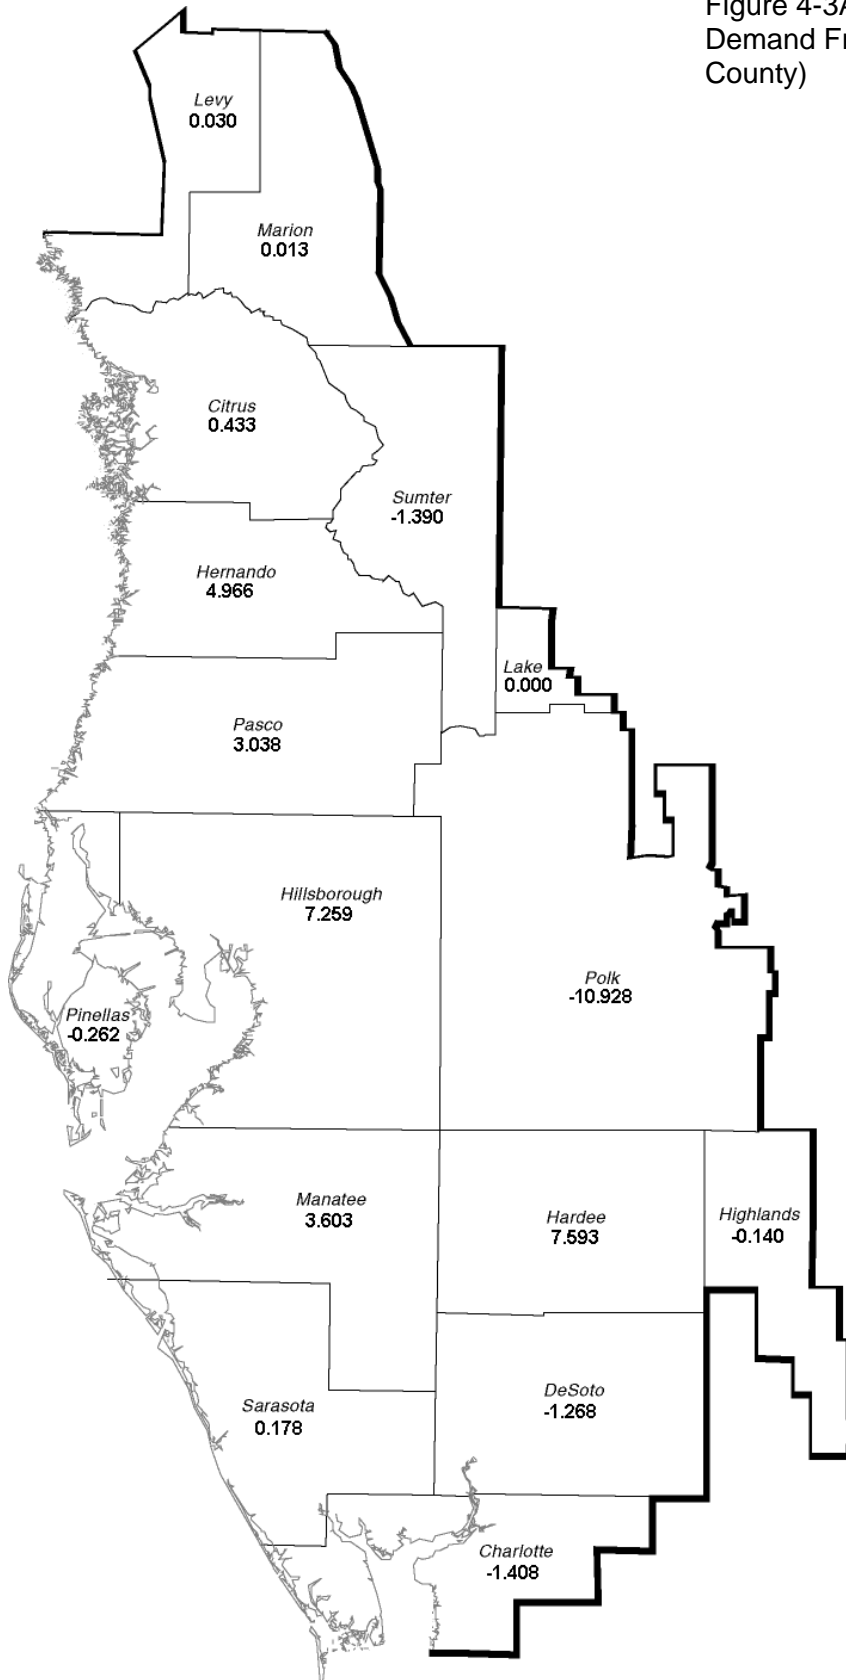 Figure 4-3A
Demand Fr
County)
Levy
0.030
Marion
0.013
Citrus
0.433
Sumter
-1.390
Hernando
4.966
Lake
0.000
Pasco
3.038
Hillsborough
7.259
Polk
-10.928
Pinellas
-0.262
Manatee
3.603
Hardee
7.593
Highlands
-0.140
DeSoto
-1.268
Sarasota
0.178
Charlotte
-1.408